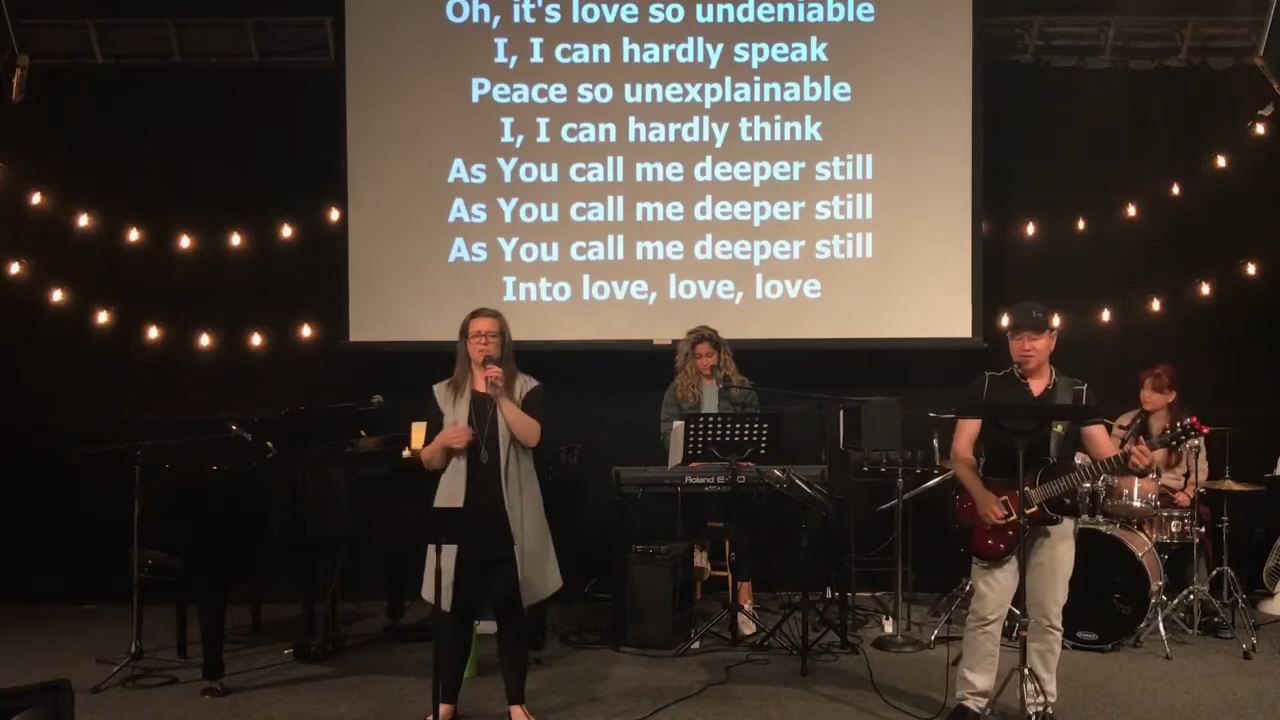 Oh, it's love so undeniable
I, I can hardly speak
Peace so unexplainable
I, I can hardly think
As You call me deeper still
As You call me deeper still
As You call me deeper still
Into love, love, love
Roland